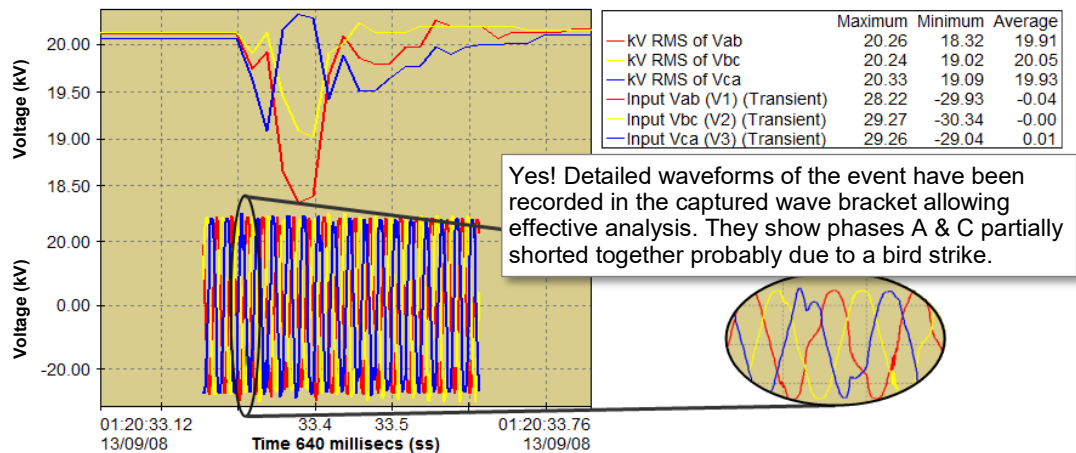 Voltage (kV)
20.00
19.50
19.00
18.50
Voltage (kV)
20.00
0.00
-20.00
01:20:33.12
33.4
33.5
01:20:33.76
13/09/08
Time 640 millisecs (ss)
13/09/08
Maximum Minimum Average
kV RMS of Vab 20.26 18.32 19.91
kV RMS of Vbc 20.24 19.02 20.05
kV RMS of Vca 20.33 19.09 19.93
Input Vab (V1) (Transient) 28.22 -29.93 -0.04
Input Vbc (V2) (Transient) 29.27 -30.34 -0.00
Input Vca (V3) (Transient) 29.26 -29.04 0.01
Yes! Detailed waveforms of the event have been
recorded in the captured wave bracket allowing
effective analysis. They show phases A & C partially
shorted together probably due to a bird strike.